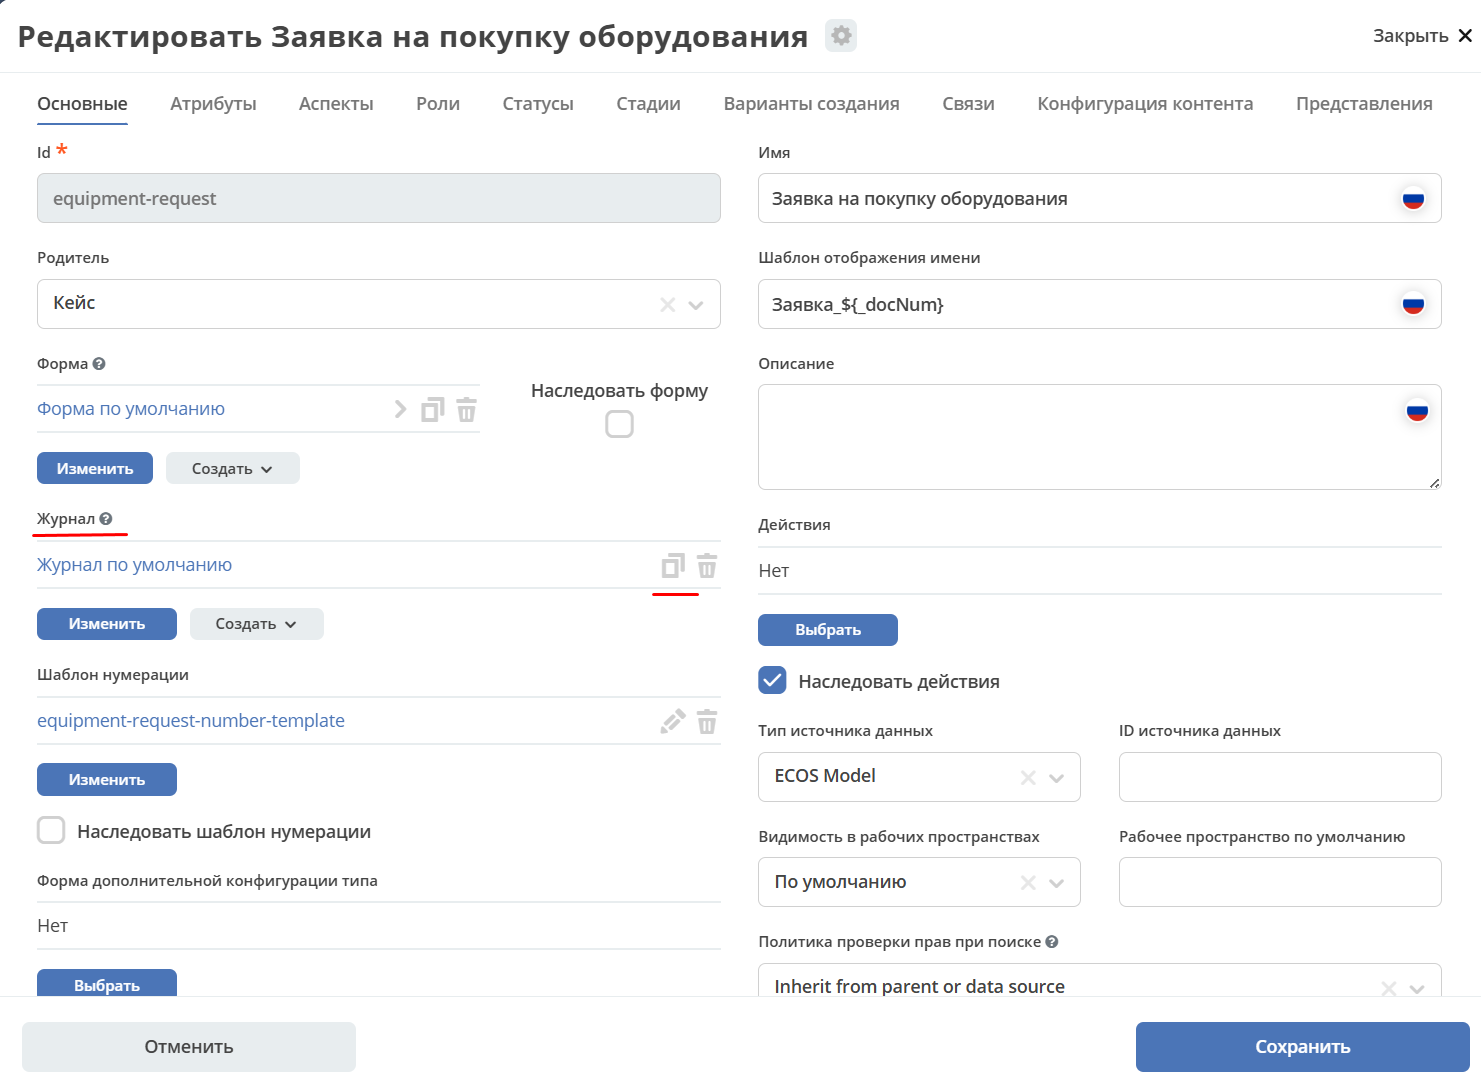 Редактировать Заявка на покупку оборудования
Закрыть
Основные Атрибуты Аспекты Роли Статусы Стадии Варианты создания Связи Конфигурация контента Представления
Id *
equipment-request
Имя
Заявка на покупку оборудования
Родитель
Кейс
Шаблон отображения имени
Заявка_${_docNum}
Форма
Форма по умолчанию
Наследовать форму
Изменить Создать
Описание
Журнал
Журнал по умолчанию
Изменить Создать
Действия
Нет
Выбрать
Наследовать действия
Шаблон нумерации
equipment-request-number-template
Изменить
Наследовать шаблон нумерации
Тип источника данных
ECOS Model
ID источника данных
Видимость в рабочих пространствах
По умолчанию
Рабочее пространство по умолчанию
Форма дополнительной конфигурации типа
Нет
Выбрать
Политика проверки прав при поиске
Inherit from parent or data source
Отменить
Сохранить